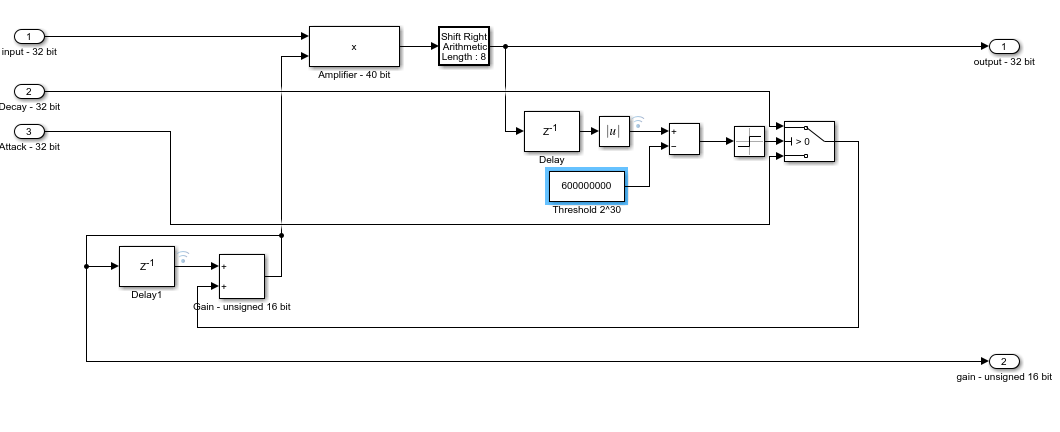 1
input - 32 bit
x
Amplifier - 40 bit
Shift Right
Arithmetic
Length : 8
1
output - 32 bit
2
Decay - 32 bit
3
Attack - 32 bit
Z-1
Delay
|u|
+
−
> 0
600000000
Threshold 2^30
Z-1
Delay1
+
+
Gain - unsigned 16 bit
2
gain - unsigned 16 bit